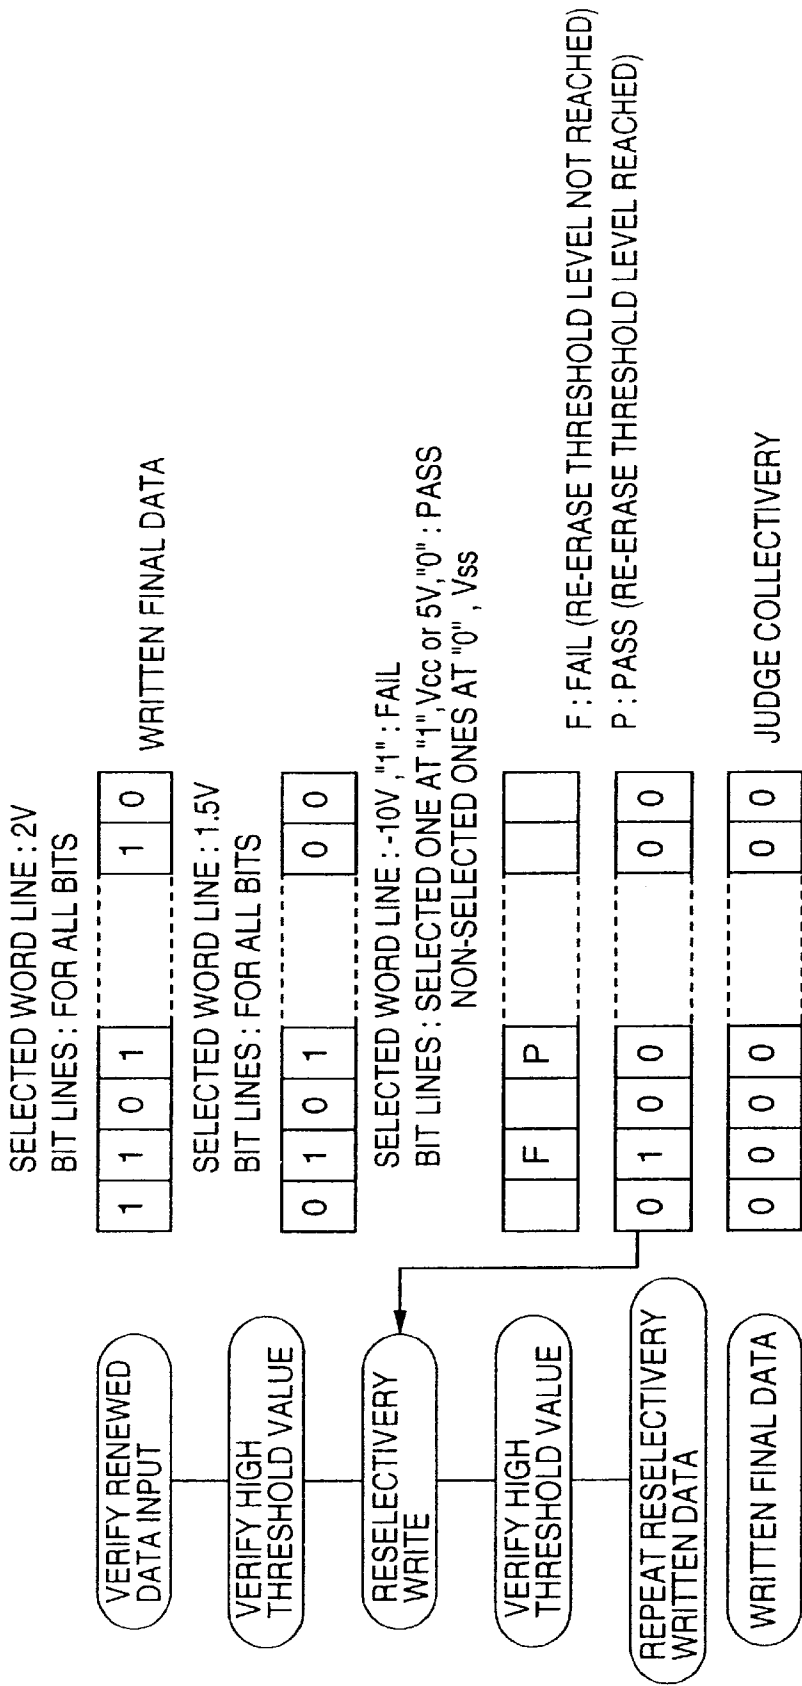 VERIFY RENEWED
DATA INPUT
SELECTED WORD LINE : 2V
BIT LINES : FOR ALL BITS
1 1 0 1 1 0
WRITTEN FINAL DATA
VERIFY HIGH
THRESHOLD VALUE
SELECTED WORD LINE : 1.5V
BIT LINES : FOR ALL BITS
0 1 0 1 0 0
RESELECTIVERY
WRITE
SELECTED WORD LINE : -10V ,"1" : FAIL
BIT LINES : SELECTED ONE AT "1",Vcc or 5V,"0" : PASS
NON-SELECTED ONES AT "0" , Vss
VERIFY HIGH
THRESHOLD VALUE
F P
F : FAIL (RE-ERASE THRESHOLD LEVEL NOT REACHED)
P : PASS (RE-ERASE THRESHOLD LEVEL REACHED)
REPEAT RESELECTIVERY
WRITTEN DATA
0 1 0 0 0 0
WRITTEN FINAL DATA
0 0 0 0 0 0
JUDGE COLLECTIVERY